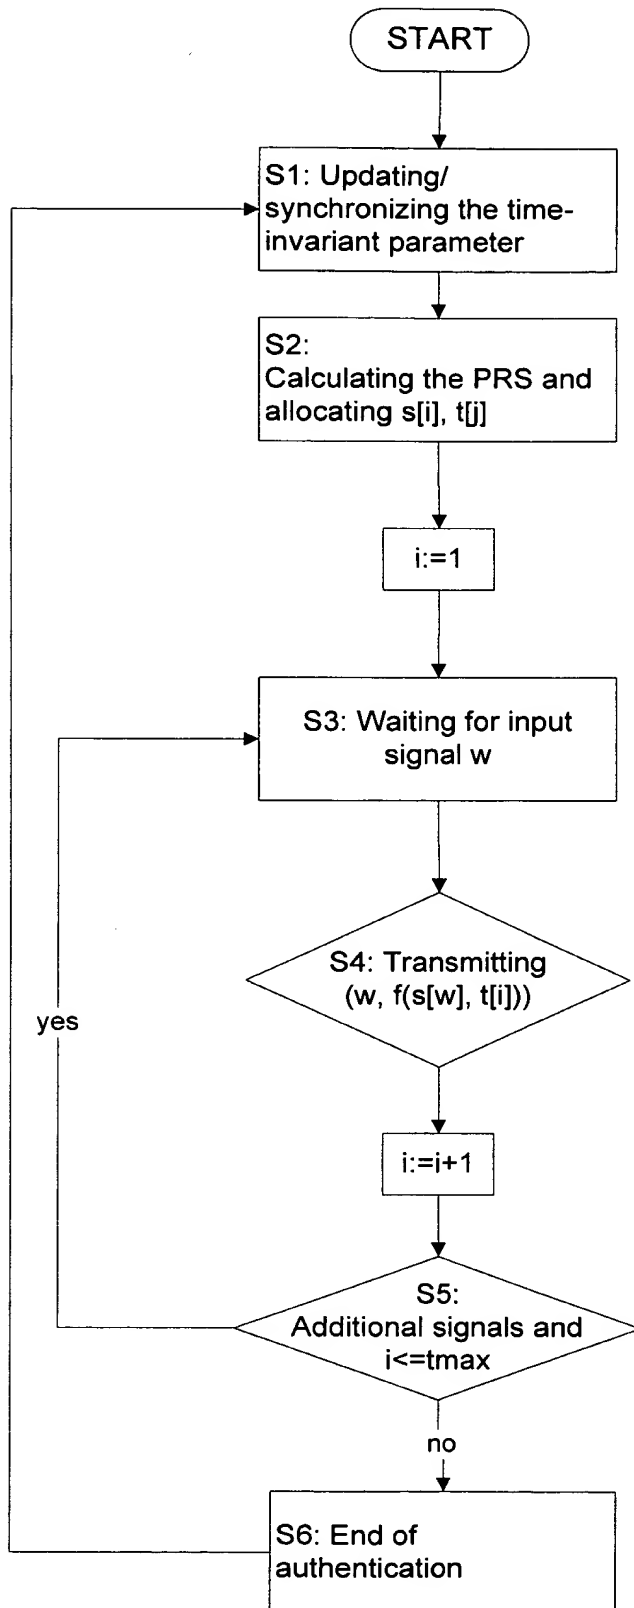 START
S1: Updating/
synchronizing the time-
invariant parameter
S2:
Calculating the PRS and
allocating s[i], t[j]
i:=1
S3: Waiting for input
signal w
S4: Transmitting
(w, f(s[w], t[i]))
yes
i:=i+1
S5:
Additional signals and
i<=tmax
no
S6: End of
authentication